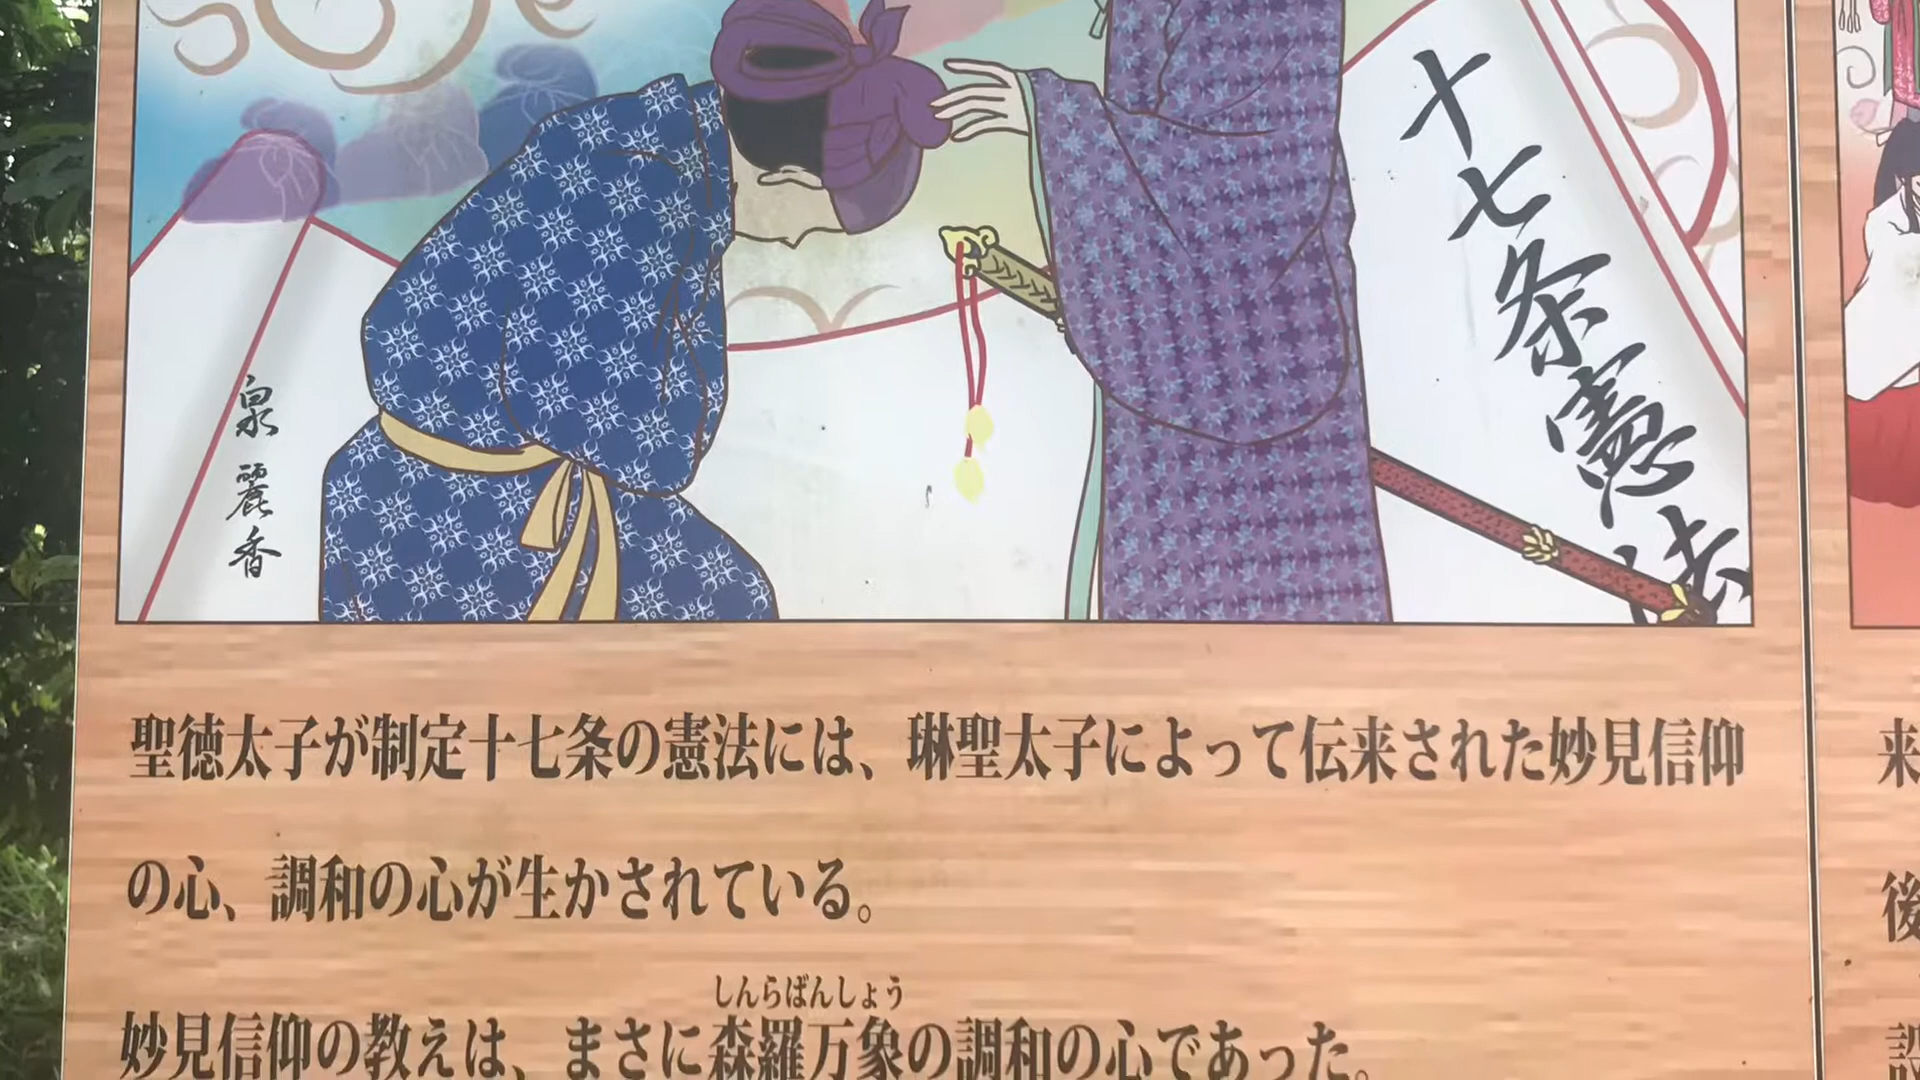 十七条憲法
泉麗香
聖徳太子が制定十七条の憲法には、琳聖太子によって伝来された妙見信仰
の心、調和の心が生かされている。
しんらばんしょう
妙見信仰の教えは、まさに森羅万象の調和の心であった。
来
後
設